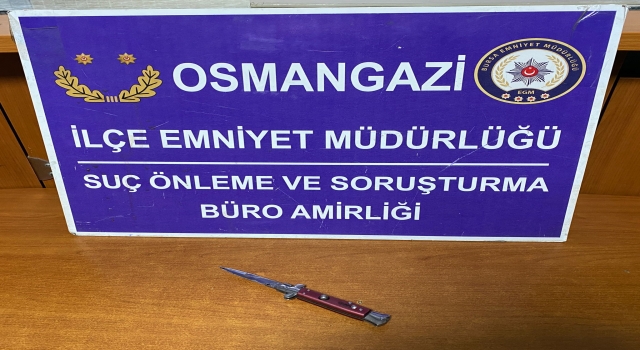 OSMANGAZİ
BURSA EMNİYET MÜDÜRLÜĞÜ
EGM
İLÇE EMNİYET MÜDÜRLÜĞÜ
SUÇ ÖNLEME VE SORUŞTURMA
BÜRO AMİRLİĞİ